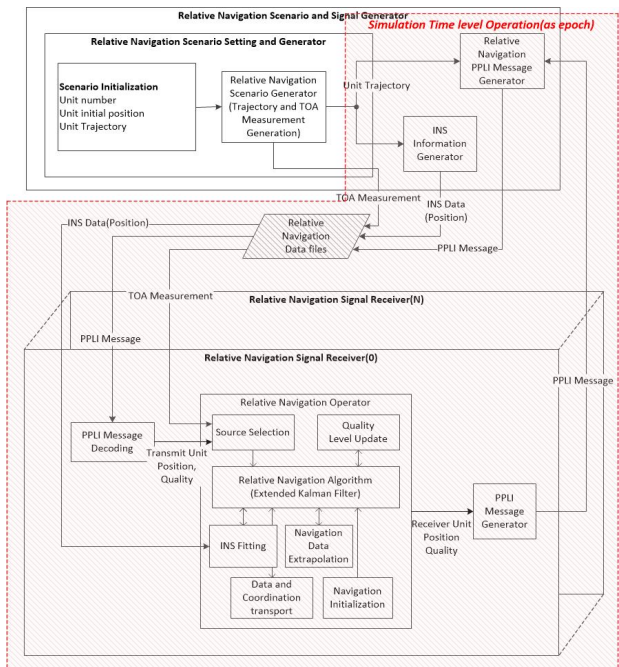 Relative Navigation Scenario and Signal Generator
Simulation Time level Operation(as epoch)
Relative Navigation Scenario Setting and Generator
Scenario Initialization
Unit number
Unit initial position
Unit Trajectory
Relative Navigation
Scenario Generator
(Trajectory and TOA
Measurement
Generation)
Unit Trajectory
Relative
Navigation
PPLI Message
Generator
INS
Information
Generator
TOA Measurement
INS Data
(Position)
INS Data(Position)
Relative
Navigation
Data files
PPLI Message
TOA Measurement
Relative Navigation Signal Receiver(N)
PPLI Message
Relative Navigation Signal Receiver(0)
PPLI Message
Relative Navigation Operator
PPLI Message
Decoding
Transmit Unit
Position,
Quality
Source Selection
Quality
Level Update
Relative Navigation Algorithm
(Extended Kalman Filter)
INS Fitting
Navigation
Data
Extrapolation
Data and
Coordination
transport
Navigation
Initialization
Receiver Unit
Position
Quality
PPLI
Message
Generator